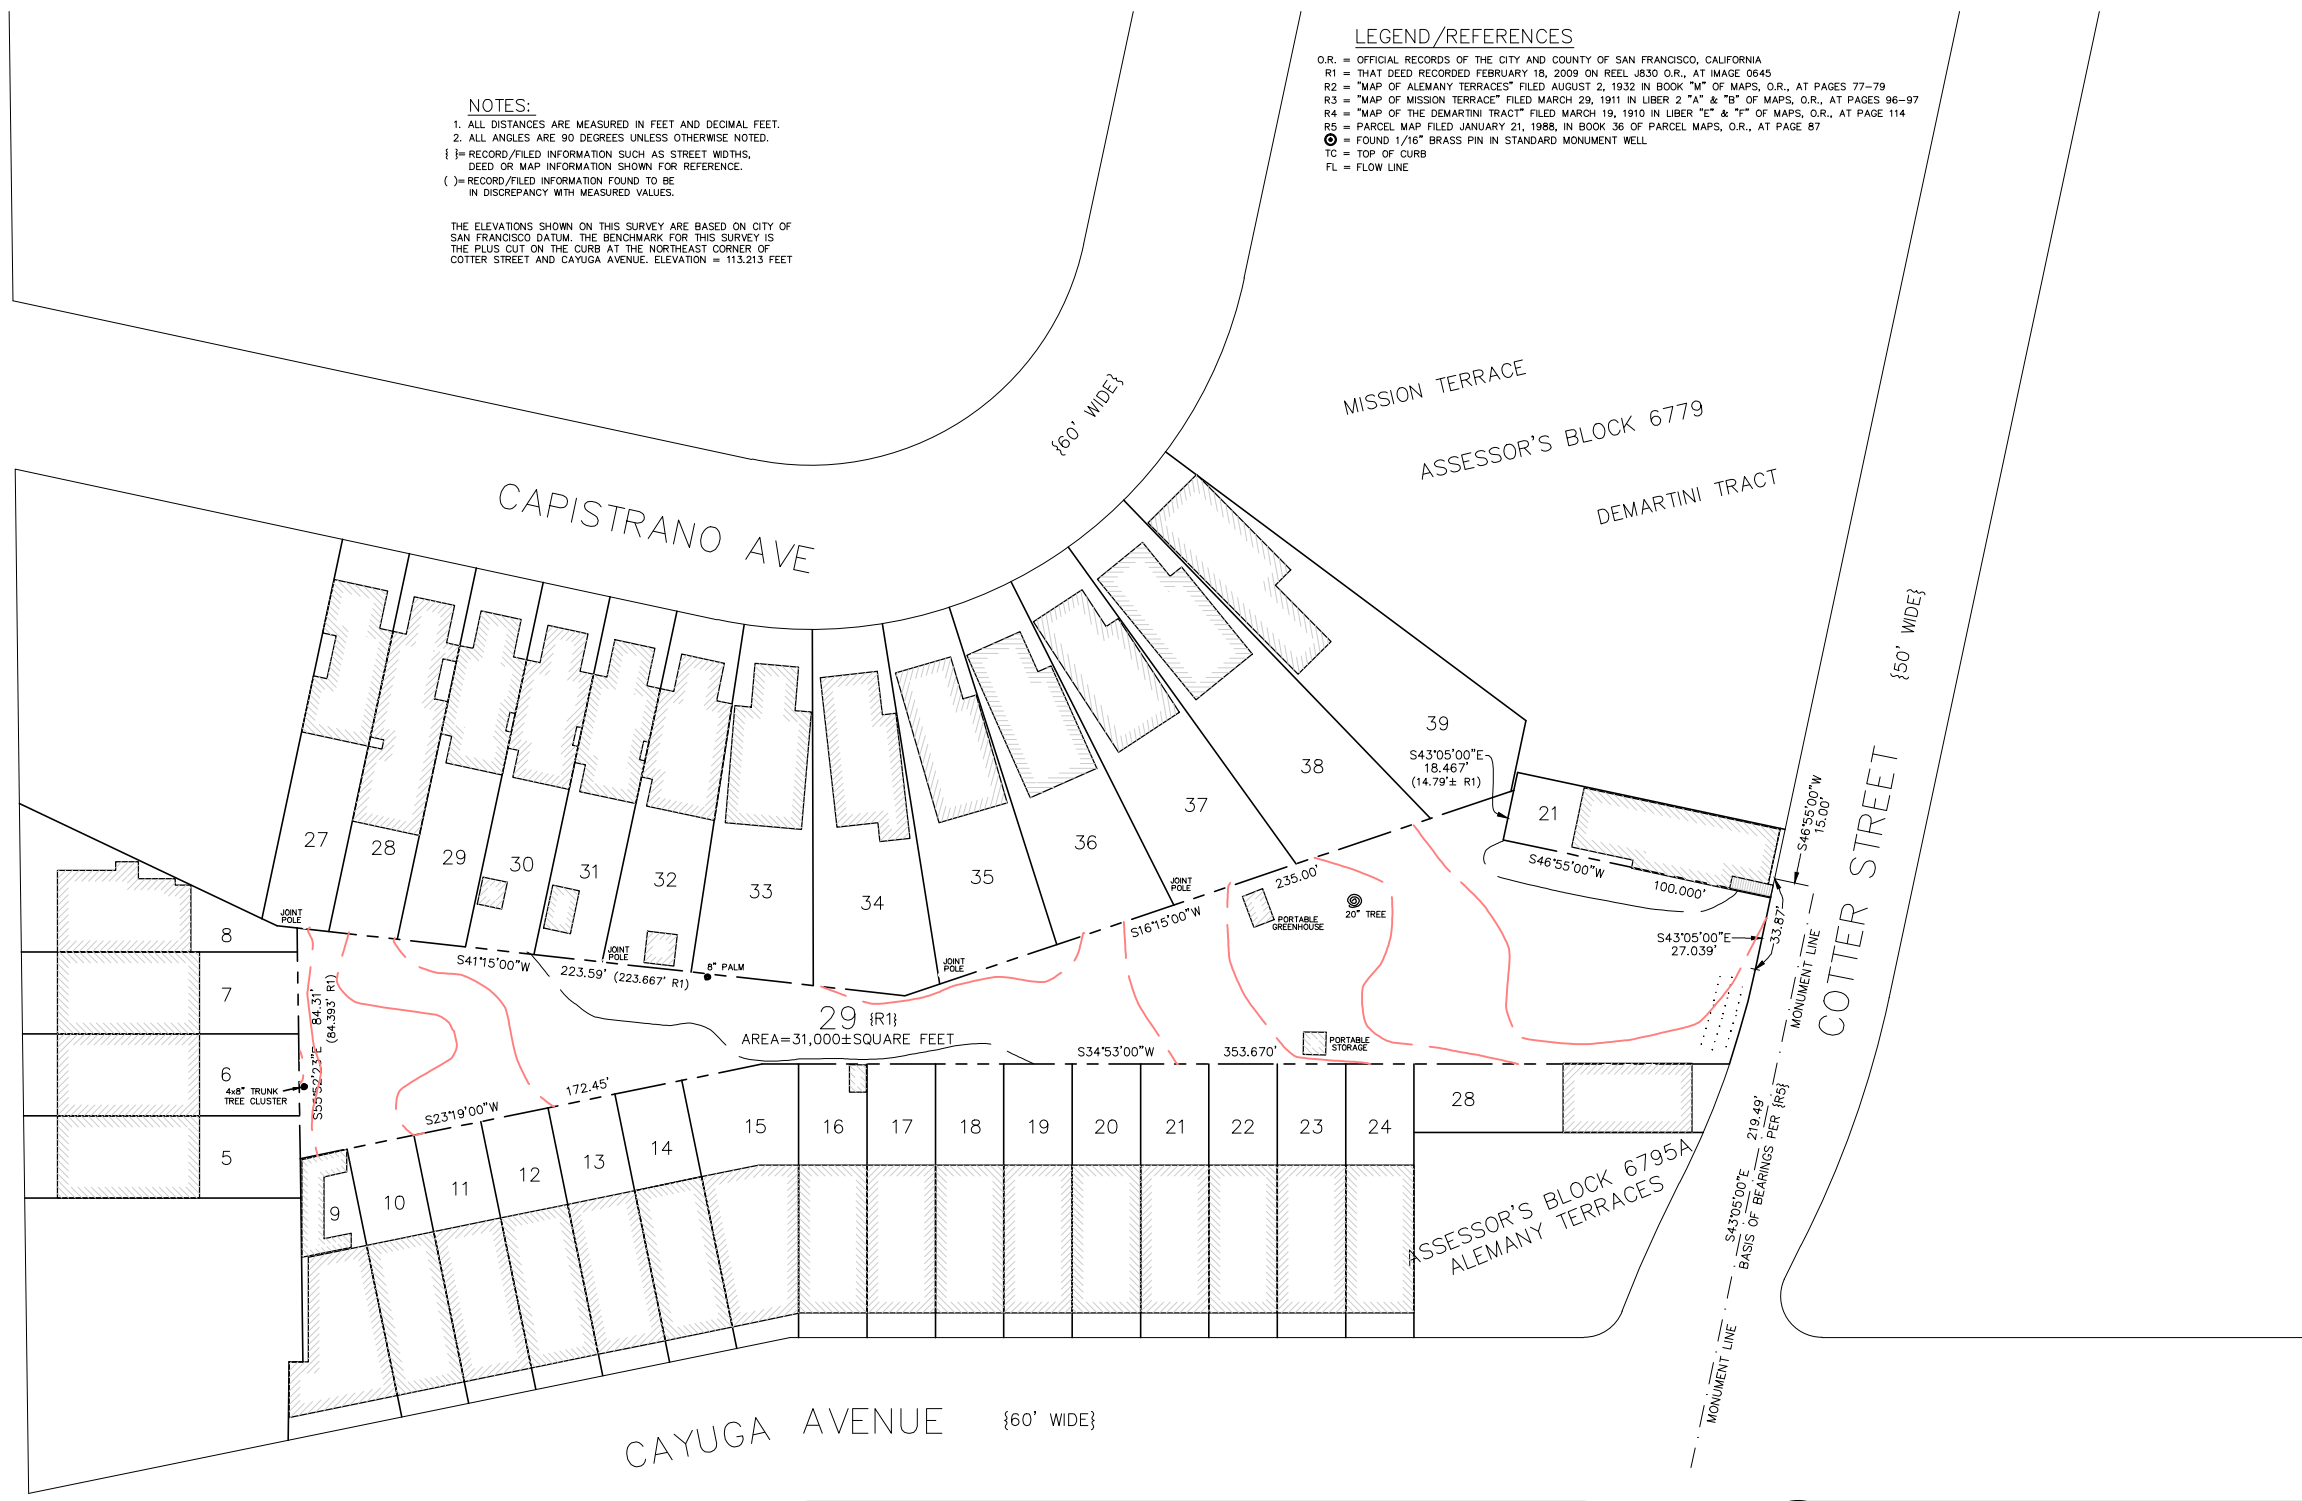 NOTES:
1. ALL DISTANCES ARE MEASURED IN FEET AND DECIMAL FEET.
2. ALL ANGLES ARE 90 DEGREES UNLESS OTHERWISE NOTED.
{ }= RECORD/FILED INFORMATION SUCH AS STREET WIDTHS,
DEED OR MAP INFORMATION SHOWN FOR REFERENCE.
( )= RECORD/FILED INFORMATION FOUND TO BE
IN DISCREPANCY WITH MEASURED VALUES.
THE ELEVATIONS SHOWN ON THIS SURVEY ARE BASED ON CITY OF
SAN FRANCISCO DATUM. THE BENCHMARK FOR THIS SURVEY IS
THE PLUS CUT ON THE CURB AT THE NORTHEAST CORNER OF
COTTER STREET AND CAYUGA AVENUE. ELEVATION = 113.213 FEET
LEGEND/REFERENCES
O.R. = OFFICIAL RECORDS OF THE CITY AND COUNTY OF SAN FRANCISCO, CALIFORNIA
R1 = THAT DEED RECORDED FEBRUARY 18, 2009 ON REEL J830 O.R., AT IMAGE 0645
R2 = "MAP OF ALEMANY TERRACES" FILED AUGUST 2, 1932 IN BOOK "M" OF MAPS, O.R., AT PAGES 77-79
R3 = "MAP OF MISSION TERRACE" FILED MARCH 29, 1911 IN LIBER 2 "A" & "B" OF MAPS, O.R., AT PAGES 96-97
R4 = "MAP OF THE DEMARTINI TRACT" FILED MARCH 19, 1910 IN LIBER "E" & "F" OF MAPS, O.R., AT PAGE 114
R5 = PARCEL MAP FILED JANUARY 21, 1988, IN BOOK 36 OF PARCEL MAPS, O.R., AT PAGE 87
= FOUND 1/16" BRASS PIN IN STANDARD MONUMENT WELL
TC = TOP OF CURB
FL = FLOW LINE
{60' WIDE}
MISSION TERRACE
ASSESSOR'S BLOCK 6779
DEMARTINI TRACT
CAPISTRANO AVE
{50' WIDE}
COTTER STREET
39
S43°05'00"E
18.467'
(14.79'± R1)
38
37
36
35
34
33
32
31
30
29
28
27
21
S46°55'00"W
15.00'
S46°55'00"W
100.000'
33.87'
S43°05'00"E
27.039'
MONUMENT LINE
JOINT
POLE
JOINT
POLE
JOINT
POLE
JOINT
POLE
S16°15'00"W
235.00'
PORTABLE
GREENHOUSE
20" TREE
S41°15'00"W
223.59' (223.667' R1)
8" PALM
8
7
6
5
84.31'
(84.393' R1)
S55°52'23"E
4x8" TRUNK
TREE CLUSTER
29 {R1}
AREA=31,000±SQUARE FEET
S34°53'00"W
353.670'
PORTABLE
STORAGE
S23°19'00"W
172.45'
9
10
11
12
13
14
15
16
17
18
19
20
21
22
23
24
28
ASSESSOR'S BLOCK 6795A
ALEMANY TERRACES
S43°05'00"E 219.49'
BASIS OF BEARINGS PER {R5}
MONUMENT LINE
CAYUGA AVENUE
{60' WIDE}